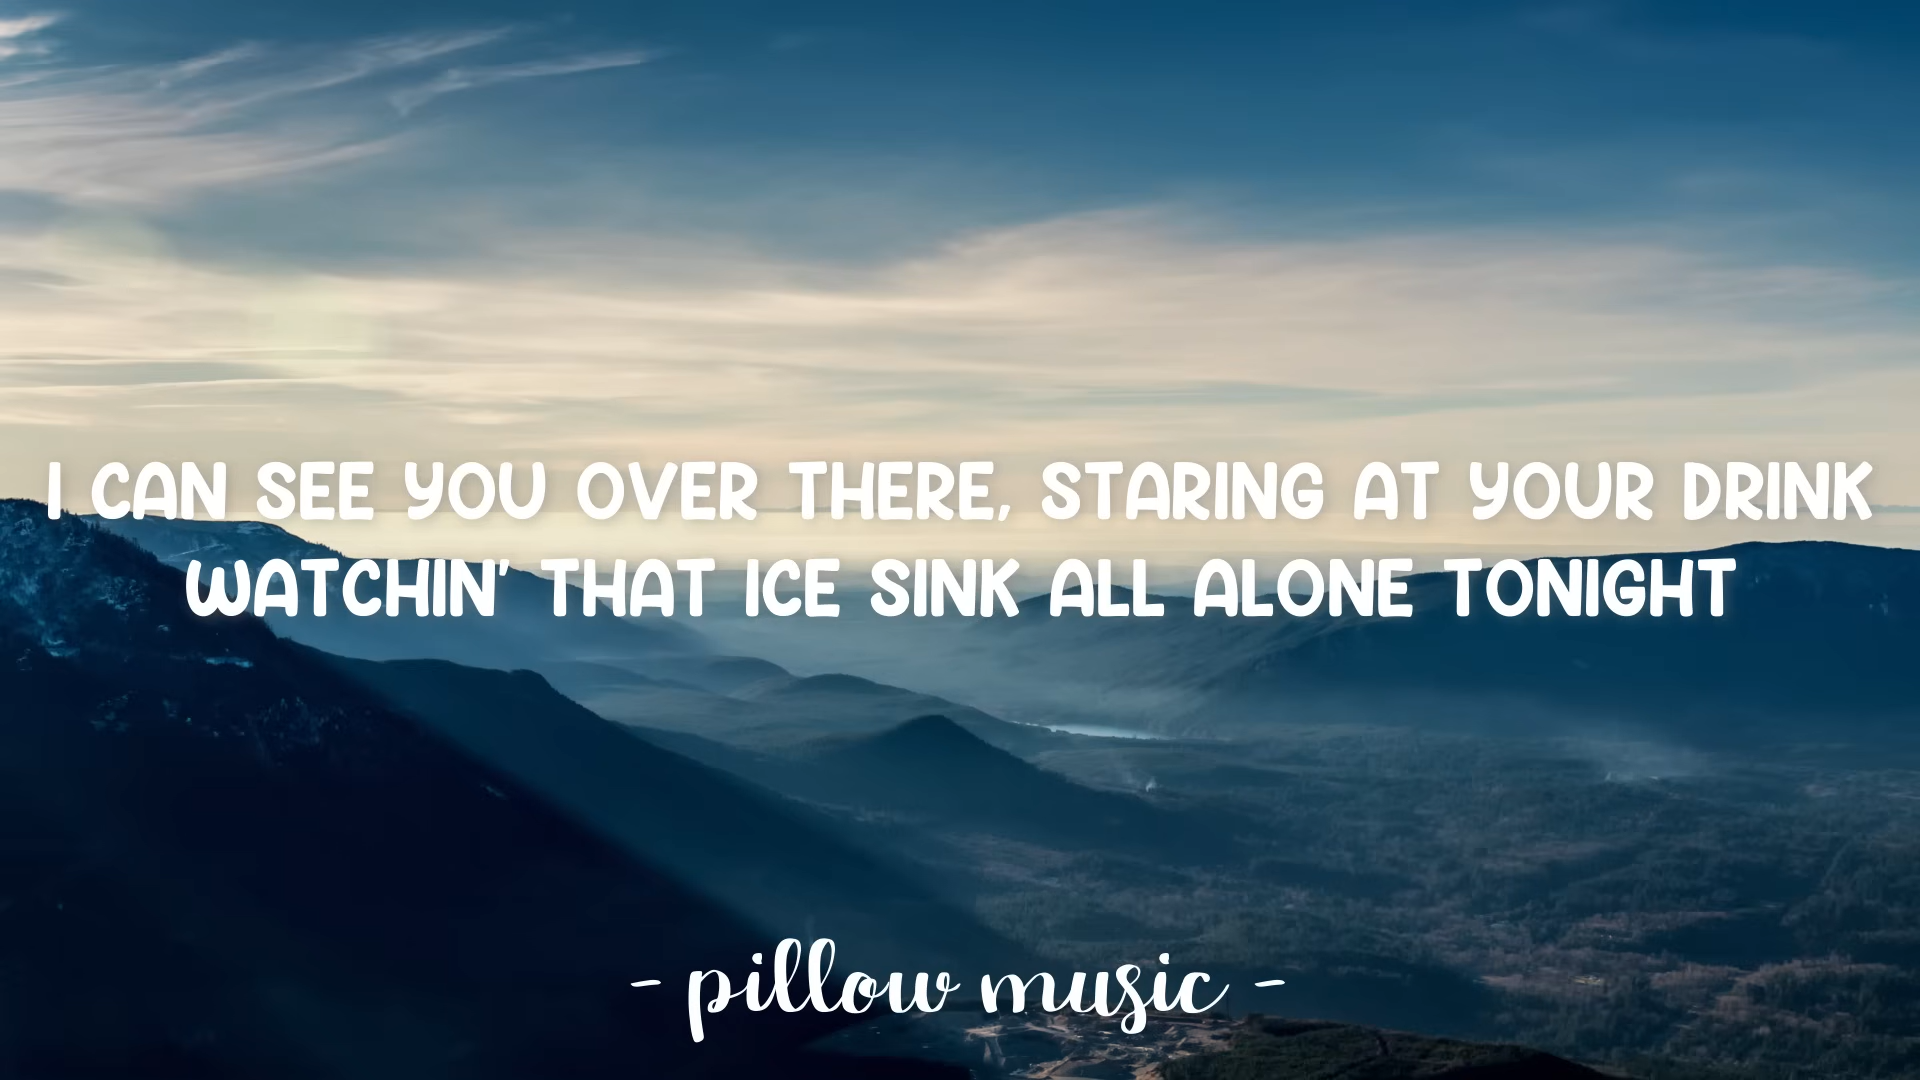 I CAN SEE YOU OVER THERE, STARING AT YOUR DRINK
WATCHIN' THAT ICE SINK ALL ALONE TONIGHT
- pillow music -